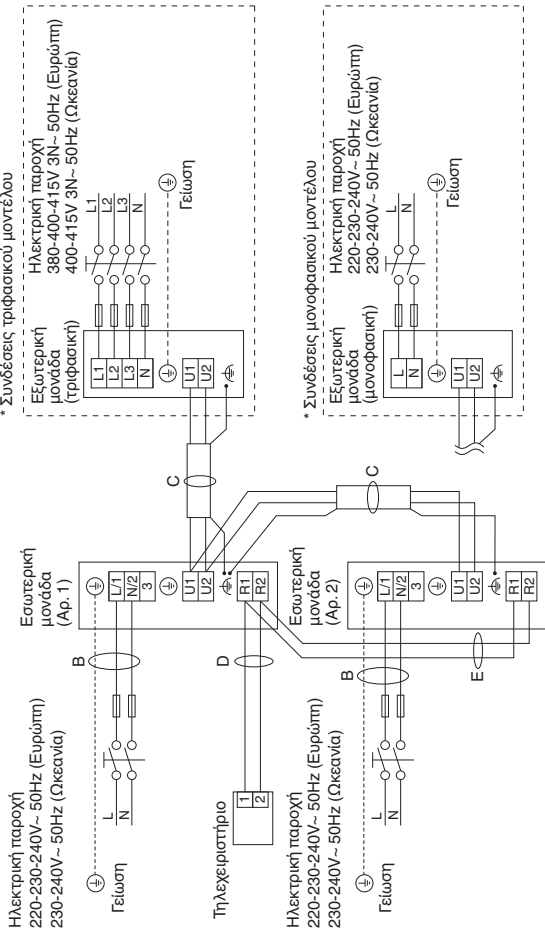 * Συνδέσεις τριφασικού μοντέλου
Ηλεκτρική παροχή
380-400-415V 3N~ 50Hz (Ευρώπη)
400-415V 3N~ 50Hz (Ωκεανία)
Εξωτερική
μονάδα
(τριφασική)
L1
L2
L3
N
L1
L2
L3
N
Γείωση
U1
U2
C
* Συνδέσεις μονοφασικού μοντέλου
Ηλεκτρική παροχή
220-230-240V~ 50Hz (Ευρώπη)
230-240V~ 50Hz (Ωκεανία)
Εξωτερική
μονάδα
(μονοφασική)
L
N
L
N
Γείωση
U1
U2
Εσωτερική
μονάδα
(Αρ. 1)
L/1
N/2
3
U1
U2
R1
R2
B
D
C
Εσωτερική
μονάδα
(Αρ. 2)
L/1
N/2
3
U1
U2
R1
R2
B
E
Ηλεκτρική παροχή
220-230-240V~ 50Hz (Ευρώπη)
230-240V~ 50Hz (Ωκεανία)
L
N
Γείωση
Τηλεχειριστήριο
1
2
Ηλεκτρική παροχή
220-230-240V~ 50Hz (Ευρώπη)
230-240V~ 50Hz (Ωκεανία)
L
N
Γείωση